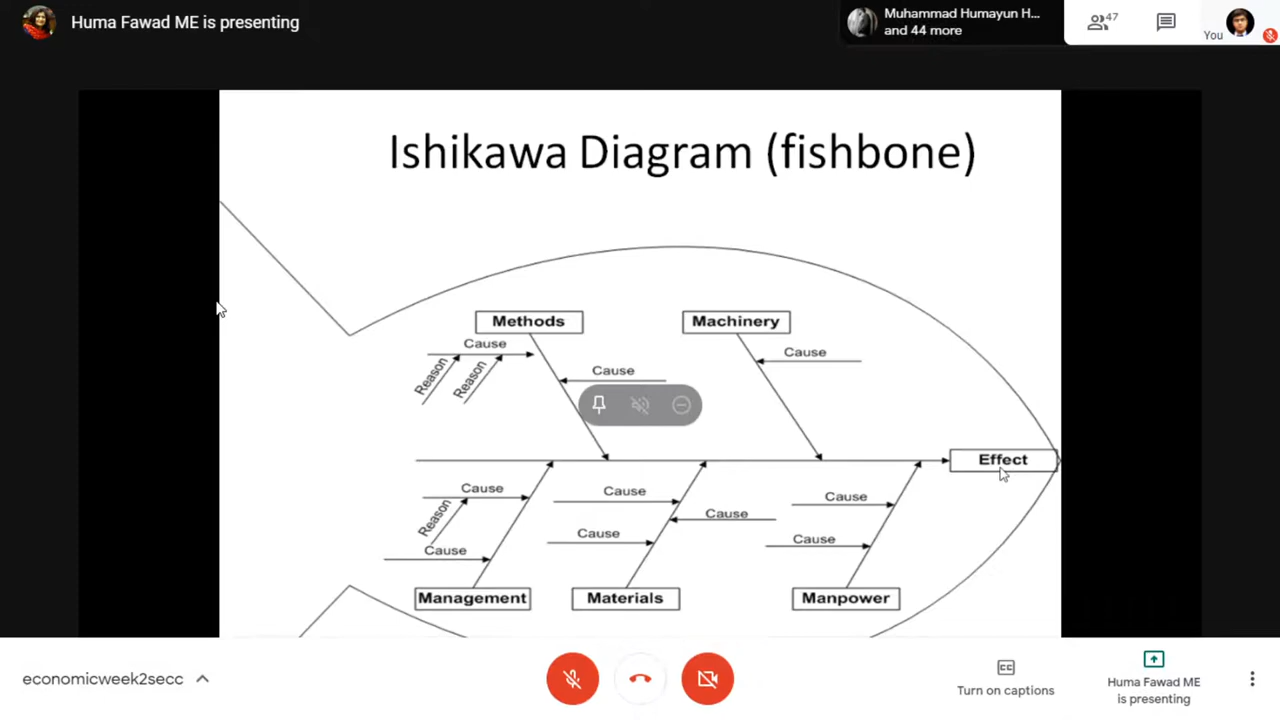 Huma Fawad ME is presenting
Muhammad Humayun H...
and 44 more
47
You
Ishikawa Diagram (fishbone)
Methods
Machinery
Cause
Cause
Reason
Reason
Cause
Effect
Cause
Cause
Cause
Reason
Cause
Cause
Cause
Cause
Management
Materials
Manpower
economicweek2secc
CC
Turn on captions
Huma Fawad ME
is presenting